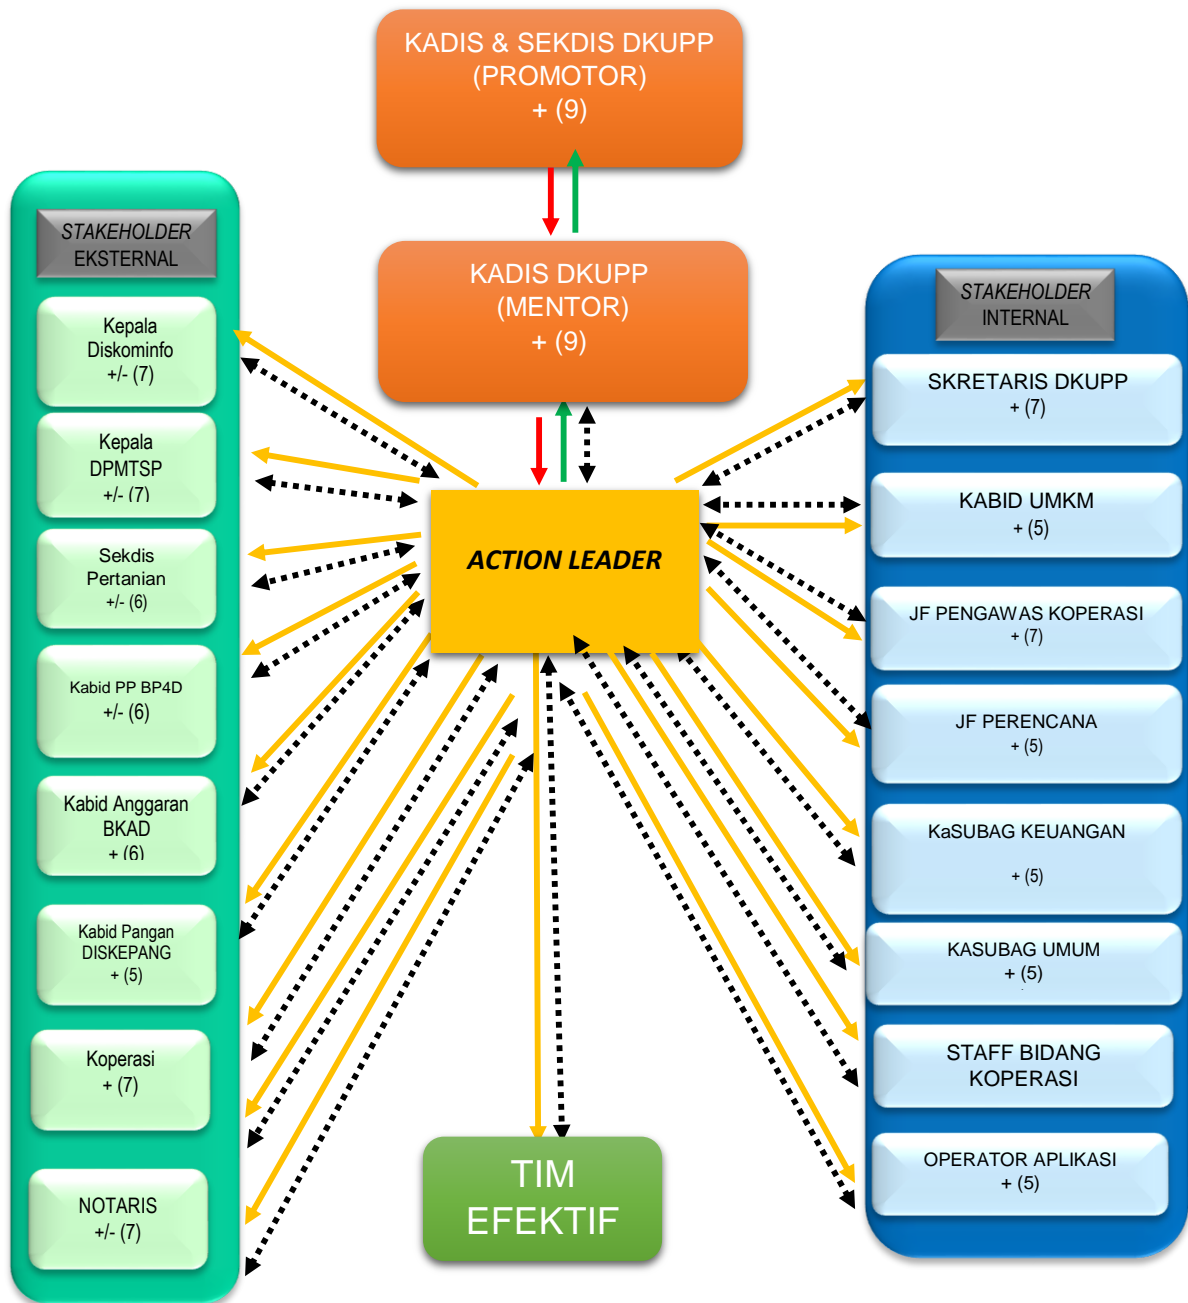 KADIS & SEKDIS DKUPP
(PROMOTOR)
+ (9)
KADIS DKUPP
(MENTOR)
+ (9)
STAKEHOLDER
EKSTERNAL
Kepala
Diskominfo
+/- (7)
Kepala
DPMTSP
+/- (7)
Sekdis
Pertanian
+/- (6)
Kabid PP BP4D
+/- (6)
Kabid Anggaran
BKAD
+ (6)
Kabid Pangan
DISKEPANG
+ (5)
Koperasi
+ (7)
NOTARIS
+/- (7)
ACTION LEADER
TIM
EFEKTIF
STAKEHOLDER
INTERNAL
SKRETARIS DKUPP
+ (7)
KABID UMKM
+ (5)
JF PENGAWAS KOPERASI
+ (7)
JF PERENCANA
+ (5)
KaSUBAG KEUANGAN
+ (5)
KASUBAG UMUM
+ (5)
STAFF BIDANG
KOPERASI
OPERATOR APLIKASI
+ (5)